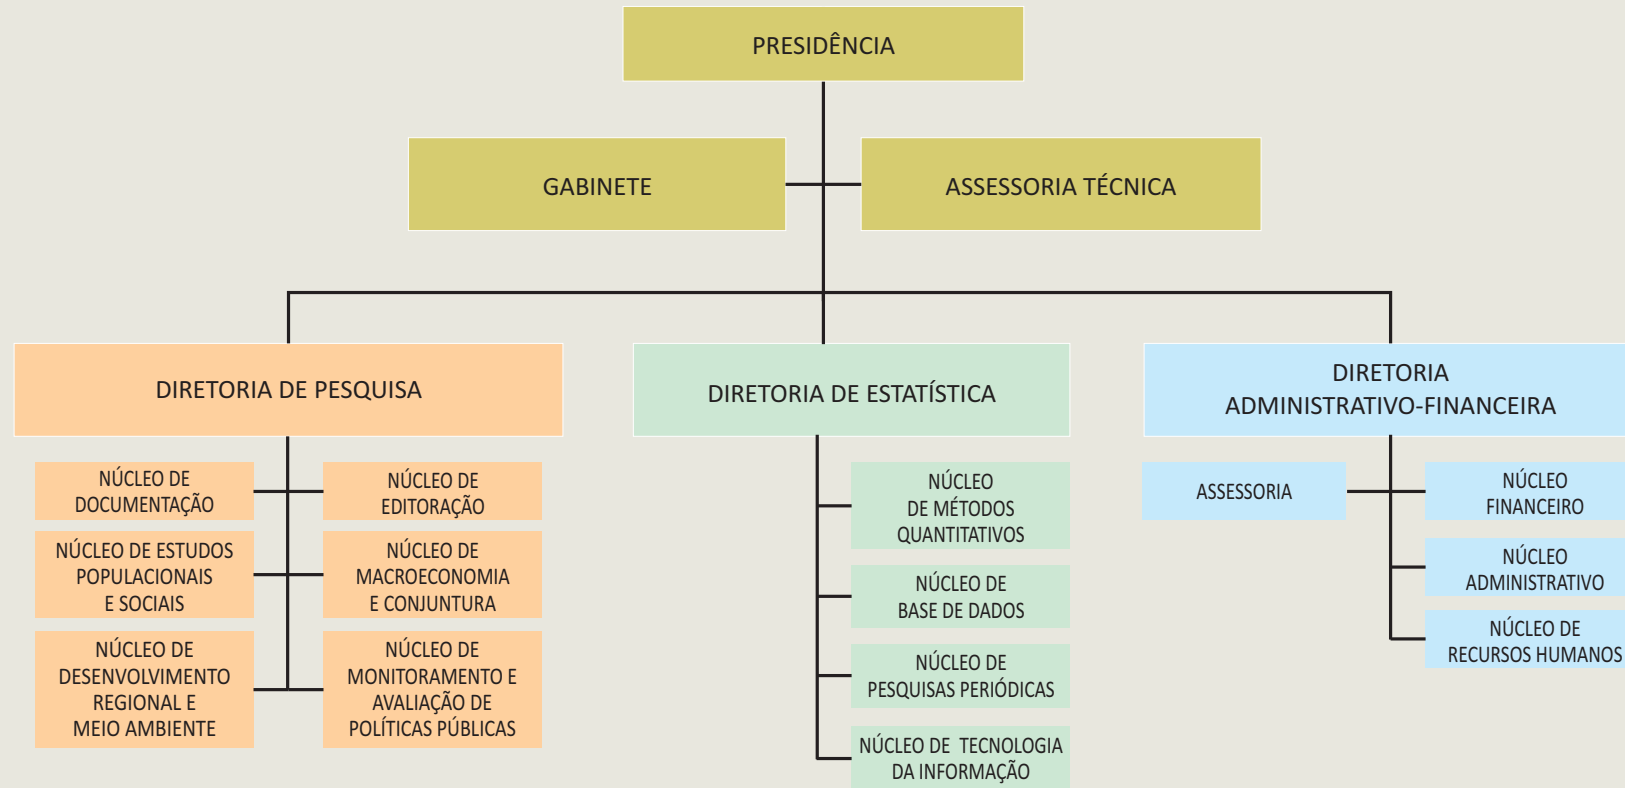 PRESIDÊNCIA
GABINETE
ASSESSORIA TÉCNICA
DIRETORIA DE PESQUISA
NÚCLEO DE
DOCUMENTAÇÃO
NÚCLEO DE
EDITORAÇÃO
NÚCLEO DE ESTUDOS
POPULACIONAIS
E SOCIAIS
NÚCLEO DE
MACROECONOMIA
E CONJUNTURA
NÚCLEO DE
DESENVOLVIMENTO
REGIONAL E
MEIO AMBIENTE
NÚCLEO DE
MONITORAMENTO E
AVALIAÇÃO DE
POLÍTICAS PÚBLICAS
DIRETORIA DE ESTATÍSTICA
NÚCLEO
DE MÉTODOS
QUANTITATIVOS
NÚCLEO DE
BASE DE DADOS
NÚCLEO DE
PESQUISAS PERIÓDICAS
NÚCLEO DE TECNOLOGIA
DA INFORMAÇÃO
DIRETORIA
ADMINISTRATIVO-FINANCEIRA
ASSESSORIA
NÚCLEO
FINANCEIRO
NÚCLEO
ADMINISTRATIVO
NÚCLEO DE
RECURSOS HUMANOS